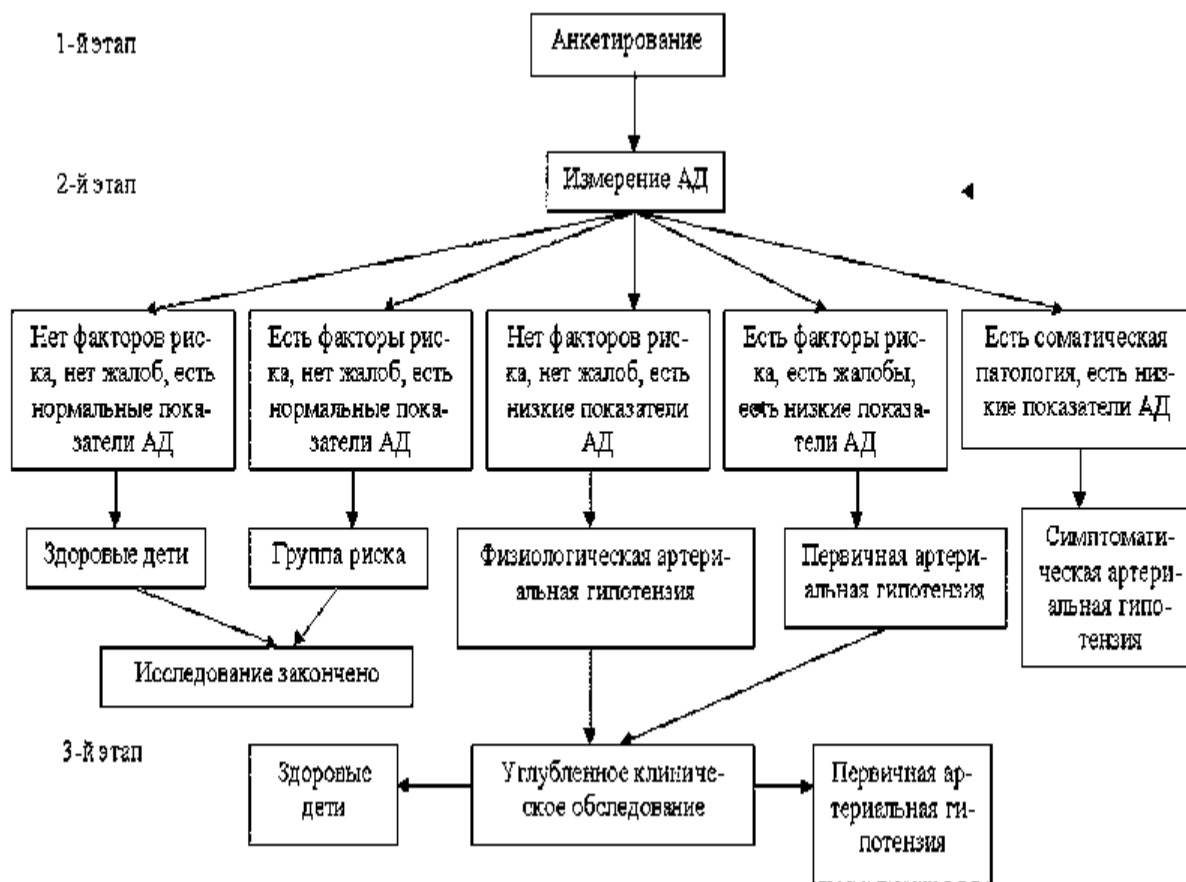 1-й этап
Анкетирование
2-й этап
Измерение АД
Нет факторов рис-
ка, нет жалоб, есть
нормальные пока-
затели АД
Есть факторы рис-
ка, нет жалоб, есть
нормальные пока-
затели АД
Нет факторов рис-
ка, нет жалоб, есть
низкие показатели
АД
Есть факторы рис-
ка, есть жалобы,
есть низкие показа-
тели АД
Есть соматическая
патология, есть низ-
кие показатели АД
Здоровые дети
Группа риска
Физиологическая артери-
альная гипотензия
Первичная артери-
альная гипотензия
Симптомати-
ческая артери-
альная гипо-
тензия
Исследование закончено
3-й этап
Здоровые
дети
Углубленное клиниче-
ское обследование
Первичная ар-
териальная ги-
потензия